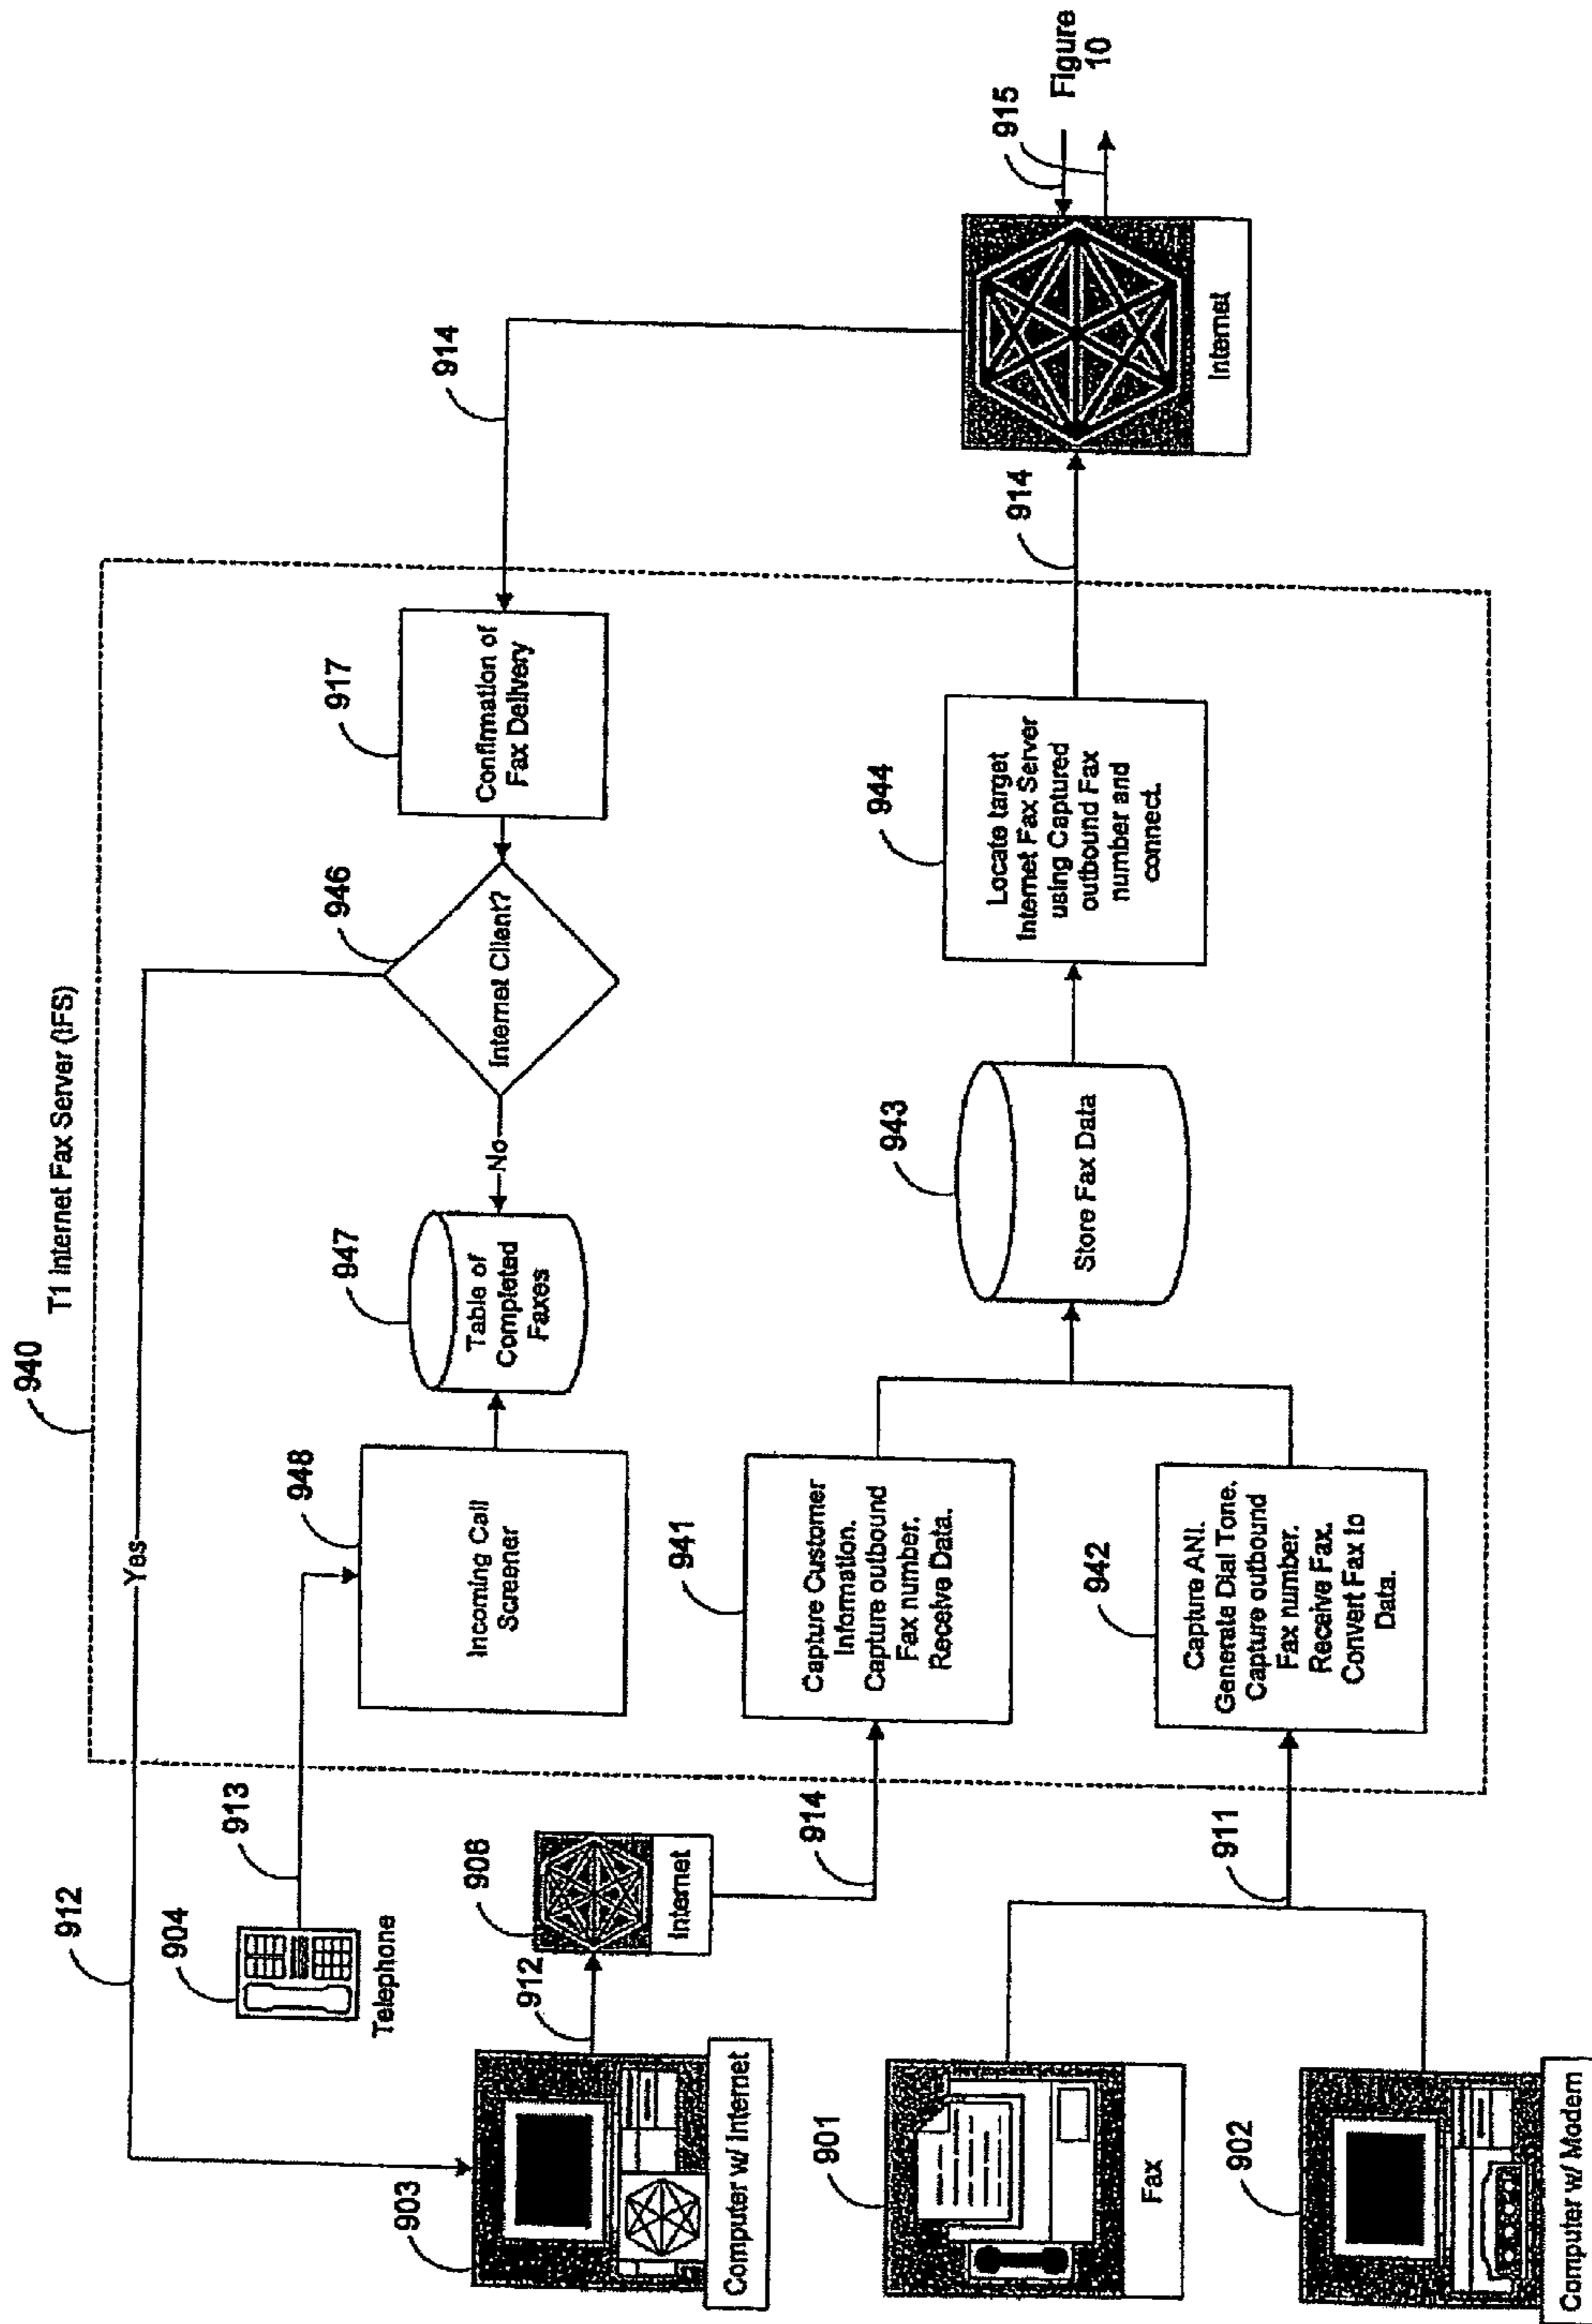 940
T1 Internet Fax Server (IFS)
912
Yes
904
Telephone
913
948
Incoming Call
Screener
947
Table of
Completed
Faxes
No
946
Internet Client?
917
Confirmation of
Fax Delivery
914
903
Computer w/ Internet
912
908
Internet
914
941
Capture Customer
Information.
Capture outbound
Fax number.
Receive Data.
943
Store Fax Data
944
Locate target
Internet Fax Server
using Captured
outbound Fax
number and
connect.
914
Internet
915
Figure
10
901
Fax
911
942
Capture ANI.
Generate Dial Tone.
Capture outbound
Fax number.
Receive Fax.
Convert Fax to
Data.
902
Computer w/ Modem